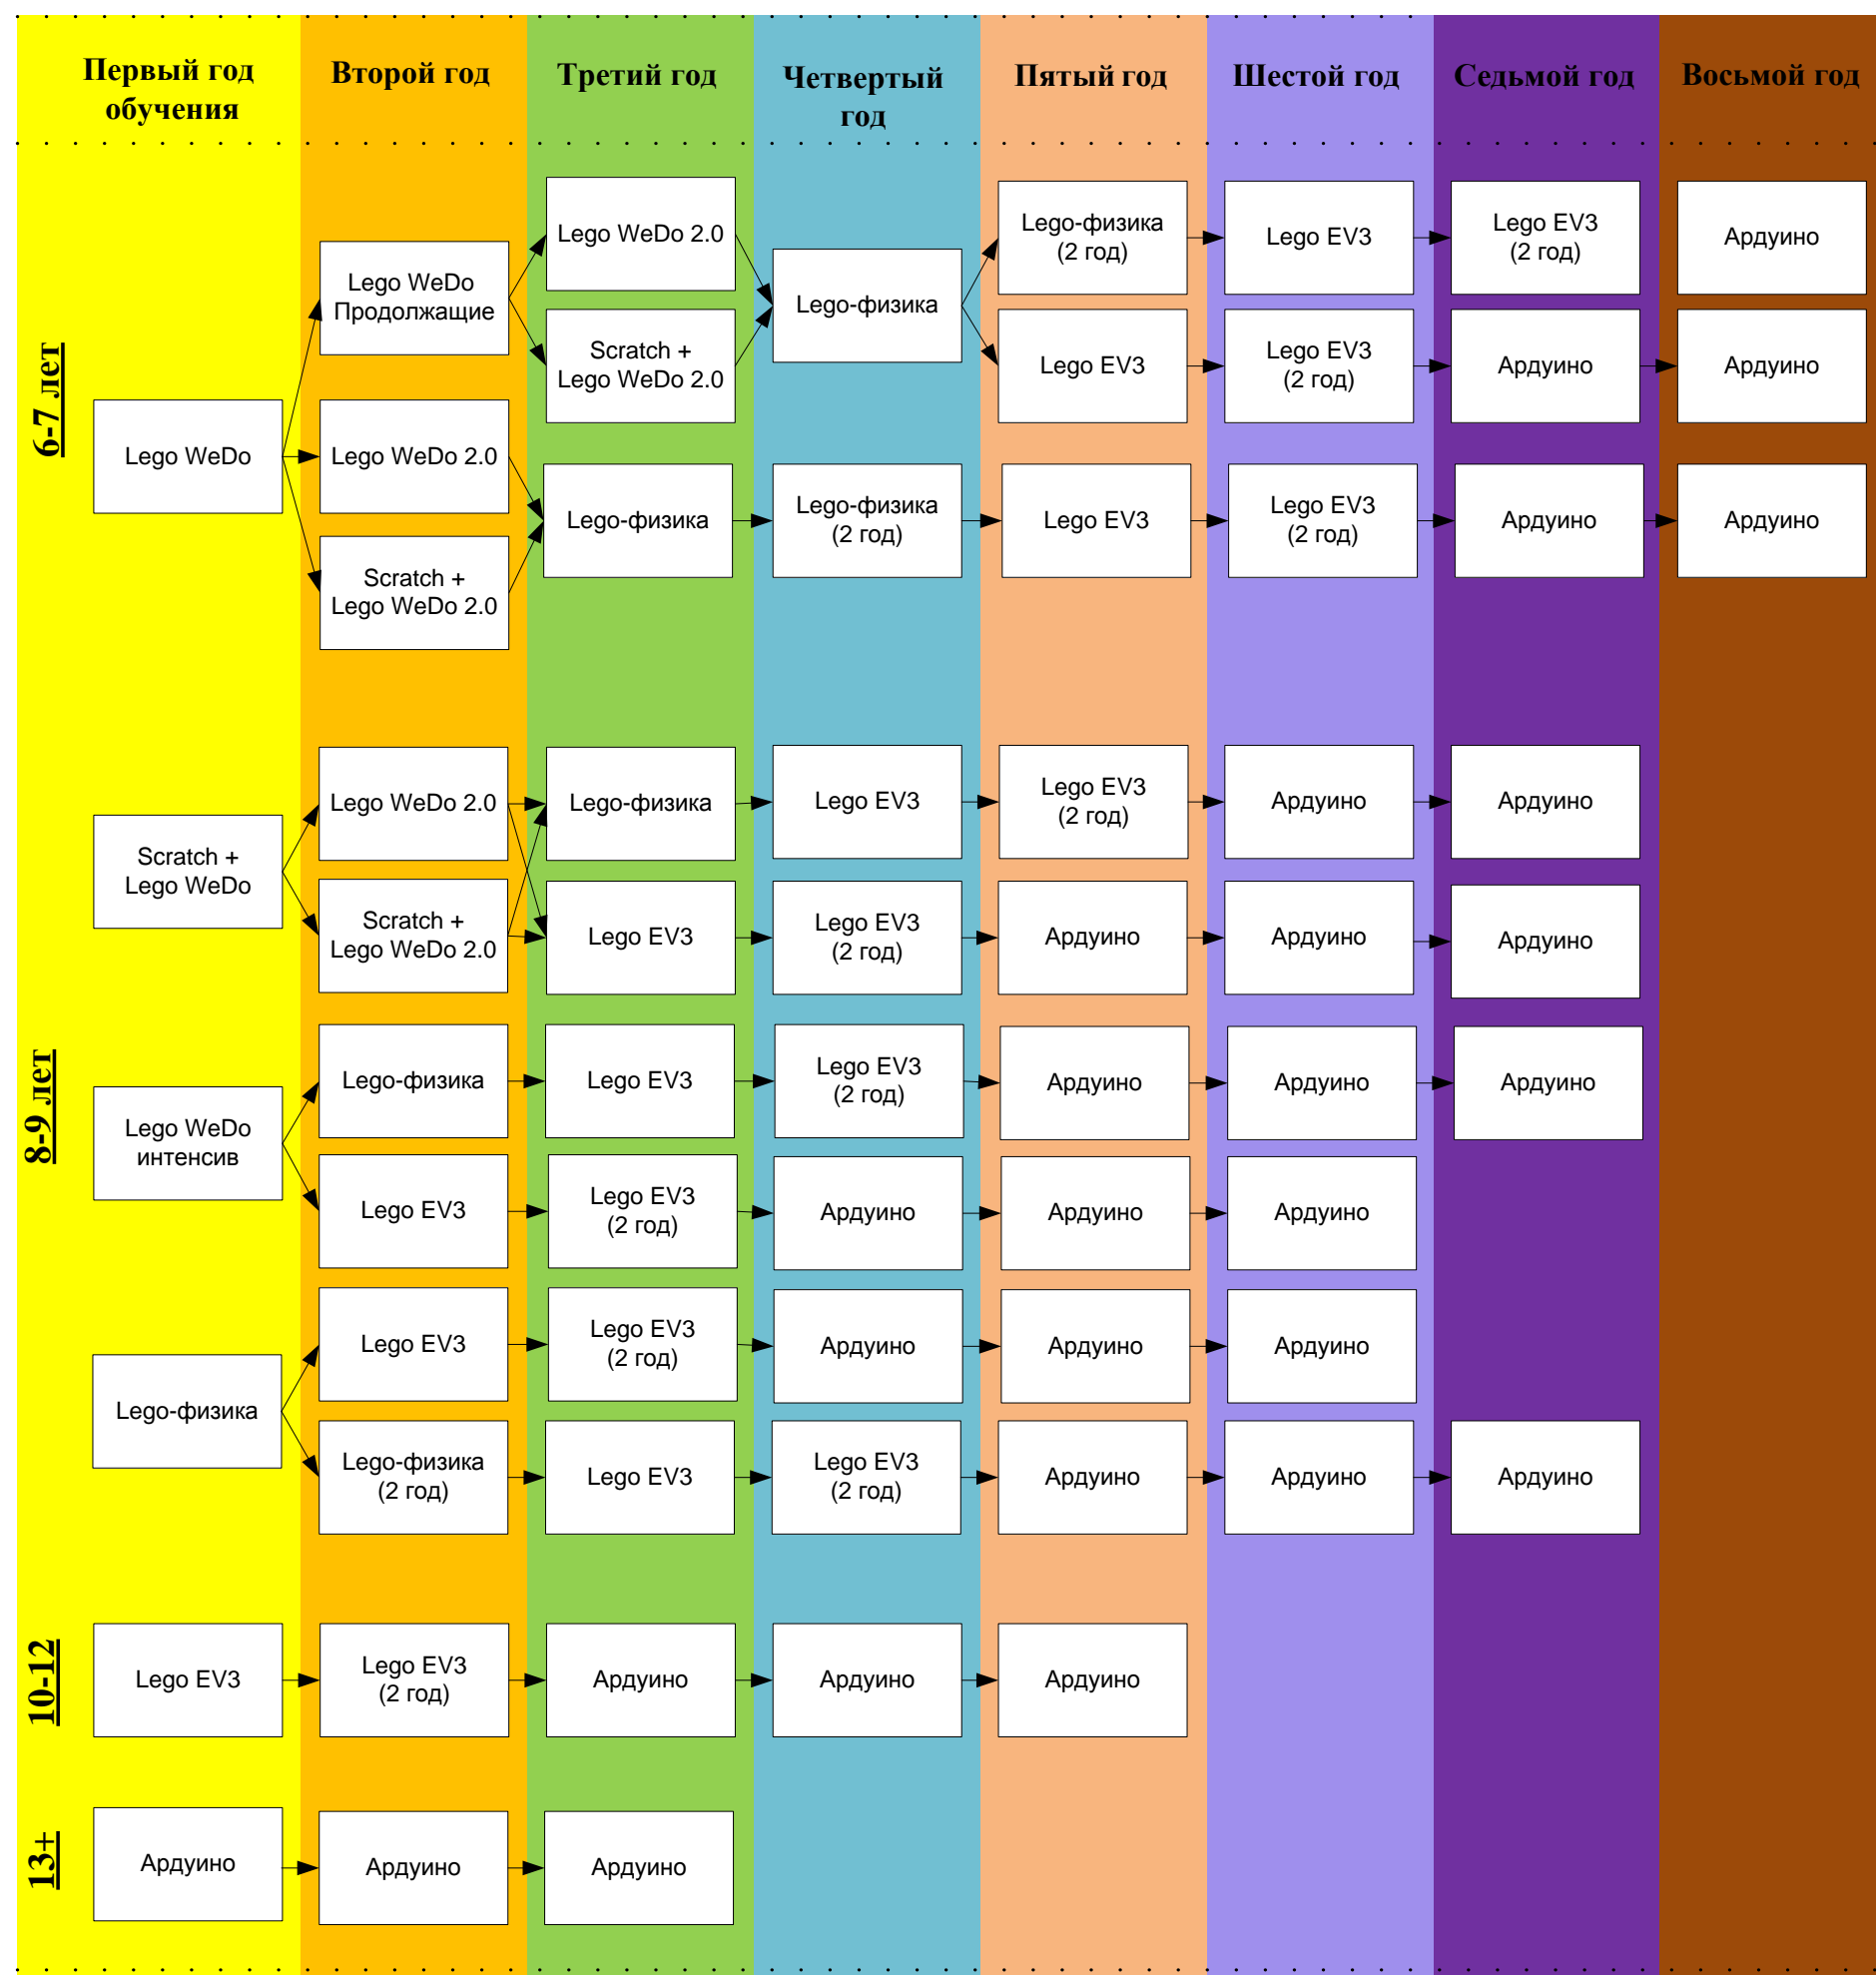 Первый год
обучения
Второй год
Третий год
Четвертый
год
Пятый год
Шестой год
Седьмой год
Восьмой год
6-7 лет
Lego WeDo
Lego WeDo
Продолжащие
Lego WeDo 2.0
Scratch +
Lego WeDo 2.0
Lego WeDo 2.0
Scratch +
Lego WeDo 2.0
Lego-физика
Lego-физика
Lego-физика
(2 год)
Lego-физика
(2 год)
Lego EV3
Lego EV3
Lego EV3
Lego EV3
(2 год)
Lego EV3
(2 год)
Lego EV3
(2 год)
Ардуино
Ардуино
Ардуино
Ардуино
Ардуино
8-9 лет
Scratch +
Lego WeDo
Lego WeDo 2.0
Lego-физика
Lego EV3
Lego EV3
(2 год)
Ардуино
Ардуино
Scratch +
Lego WeDo 2.0
Lego EV3
Lego EV3
(2 год)
Ардуино
Ардуино
Ардуино
Lego WeDo
интенсив
Lego-физика
Lego EV3
Lego EV3
(2 год)
Ардуино
Ардуино
Ардуино
Lego EV3
Lego EV3
(2 год)
Ардуино
Ардуино
Ардуино
Lego-физика
Lego EV3
Lego EV3
(2 год)
Ардуино
Ардуино
Ардуино
Lego-физика
(2 год)
Lego EV3
Lego EV3
(2 год)
Ардуино
Ардуино
Ардуино
10-12
Lego EV3
Lego EV3
(2 год)
Ардуино
Ардуино
Ардуино
13+
Ардуино
Ардуино
Ардуино